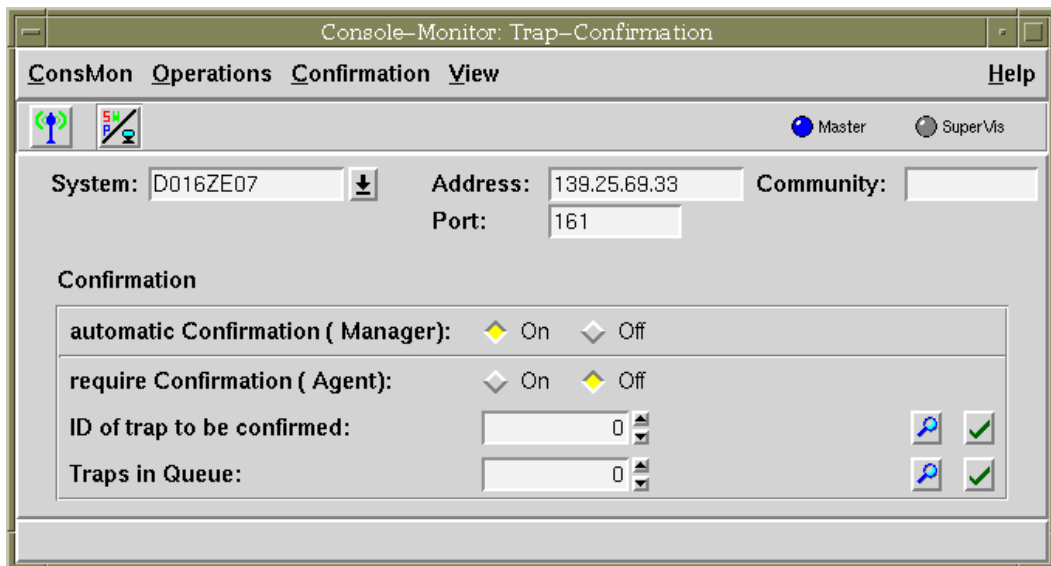 Console-Monitor: Trap-Confirmation
ConsMon Operations Confirmation View Help
SW P Master SuperVis
System: D016ZE07 Address: 139.25.69.33 Community:
Port: 161
Confirmation
automatic Confirmation ( Manager): On Off
require Confirmation ( Agent): On Off
ID of trap to be confirmed: 0
Traps in Queue: 0